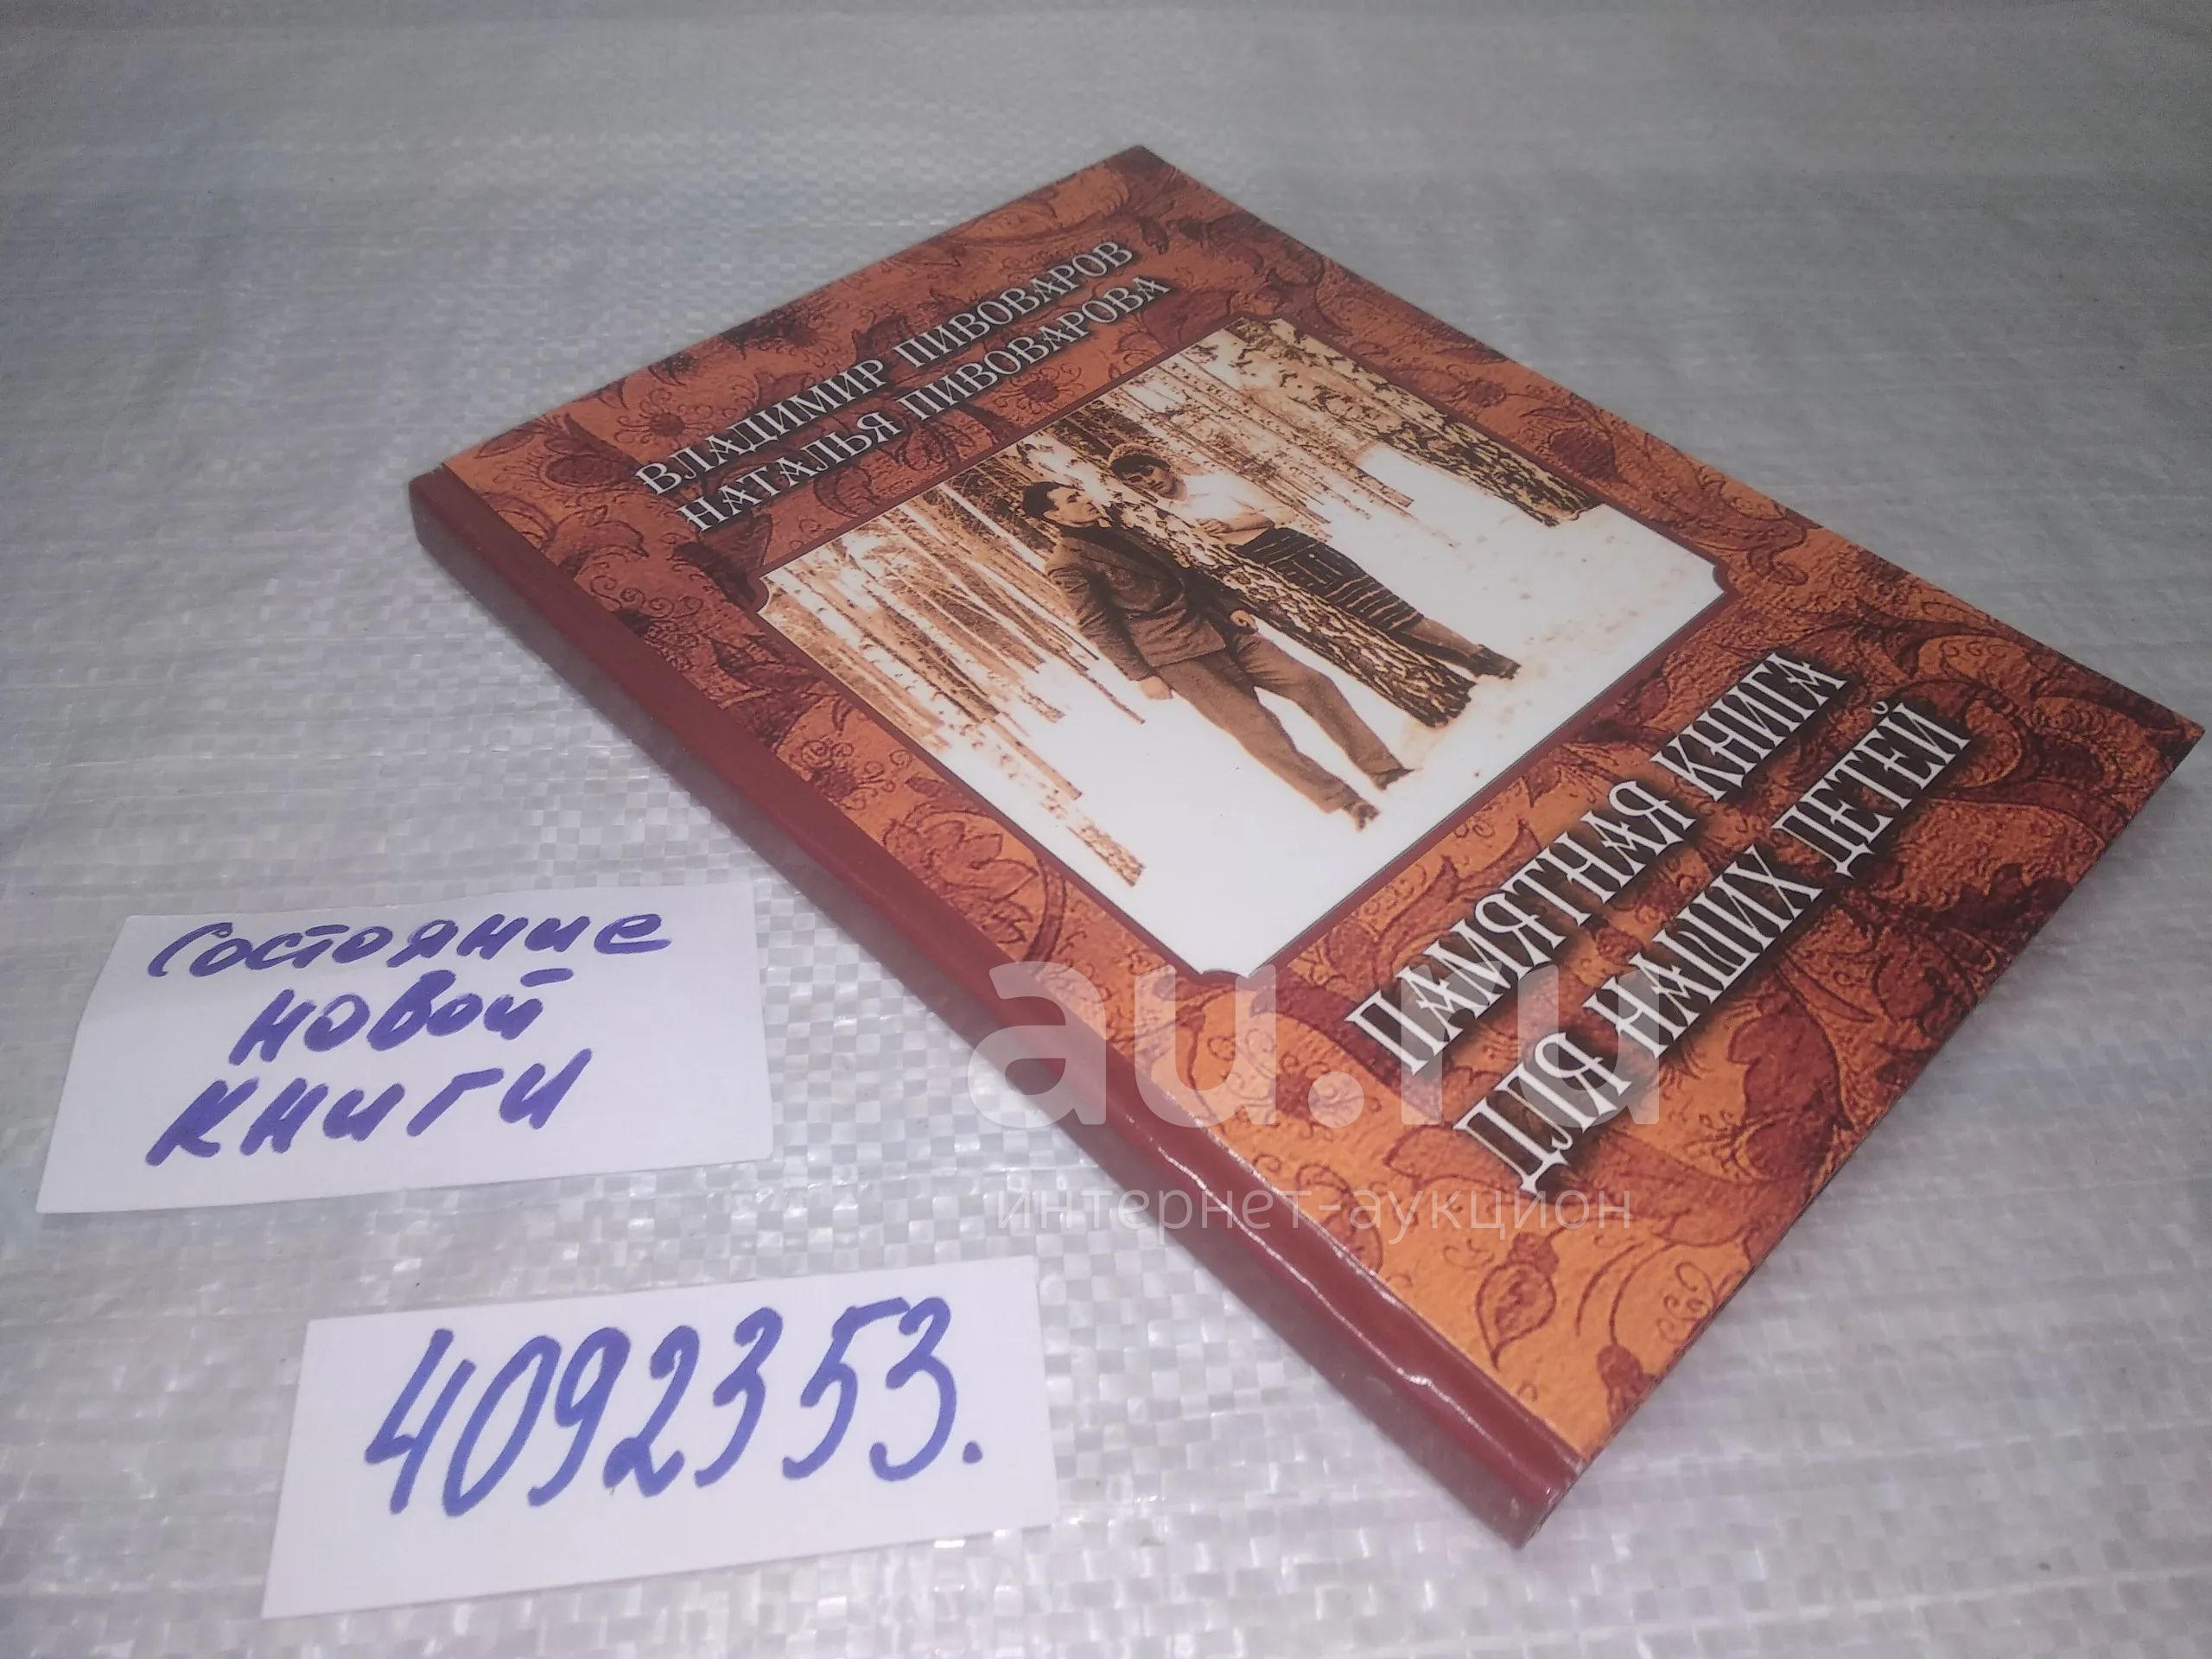 ВЛАДИМИР ПИВОВАРОВ
НАТАЛЬЯ ПИВОВАРОВА
ПАМЯТНАЯ КНИГА
ДЛЯ НАШИХ ДЕТЕЙ
au.ru
интернет-аукцион
Состояние
новой
книги
4092353.